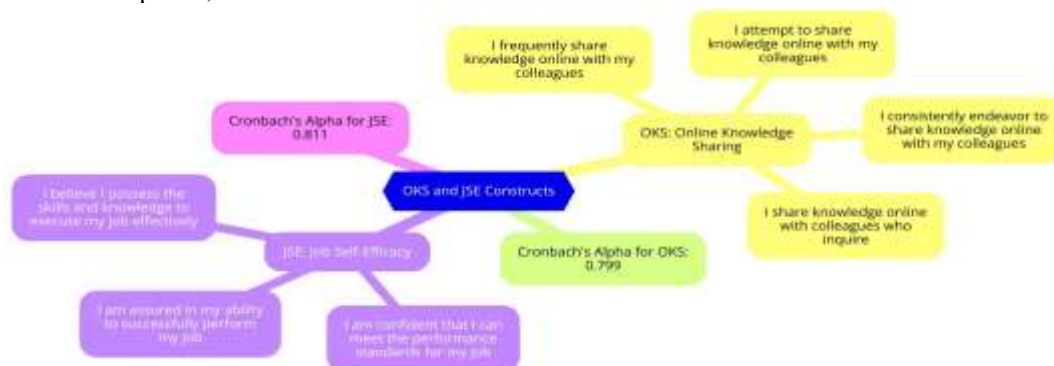 I frequently share
knowledge online with my
colleagues
I attempt to share
knowledge online with my
colleagues
Cronbach's Alpha for JSE:
0.811
OKS: Online Knowledge
Sharing
I consistently endeavor to
share knowledge online
with my colleagues
I believe I possess the
skills and knowledge to
execute my job effectively
OKS and JSE Constructs
I share knowledge online
with colleagues who
inquire
JSE: Job Self-Efficacy
Cronbach's Alpha for OKS:
0.799
I am assured in my ability
to successfully perform
my job
I am confident that I can
meet the performance
standards for my job